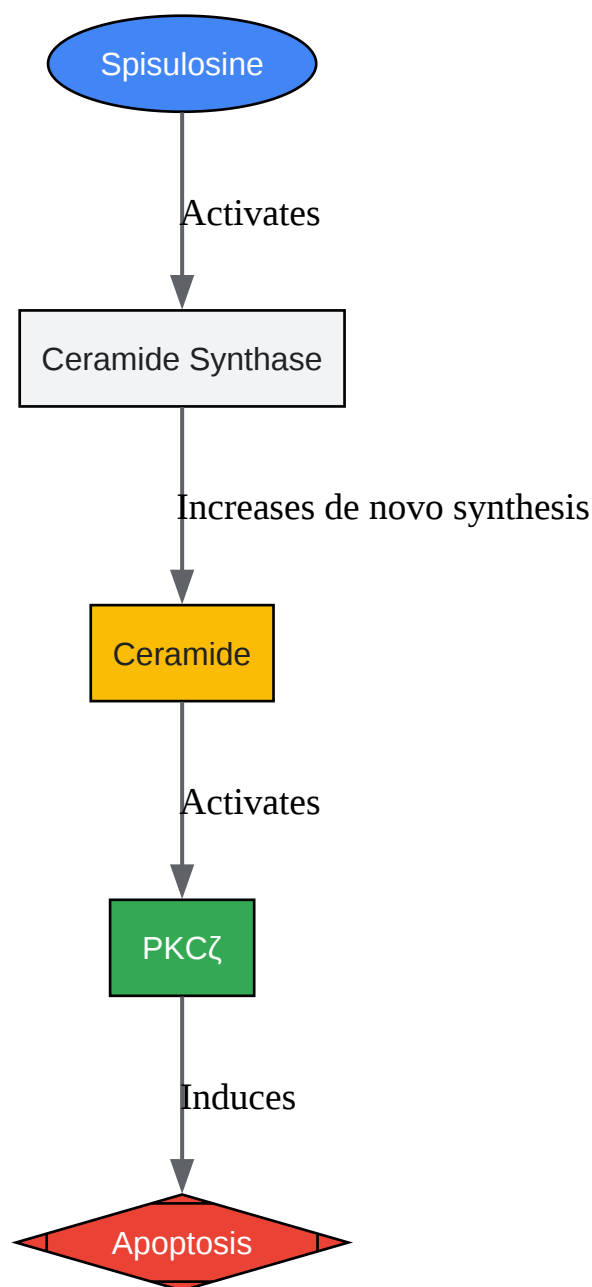 Spisulosine
Activates
Ceramide Synthase
Increases de novo synthesis
Ceramide
Activates
PKCζ
Induces
Apoptosis